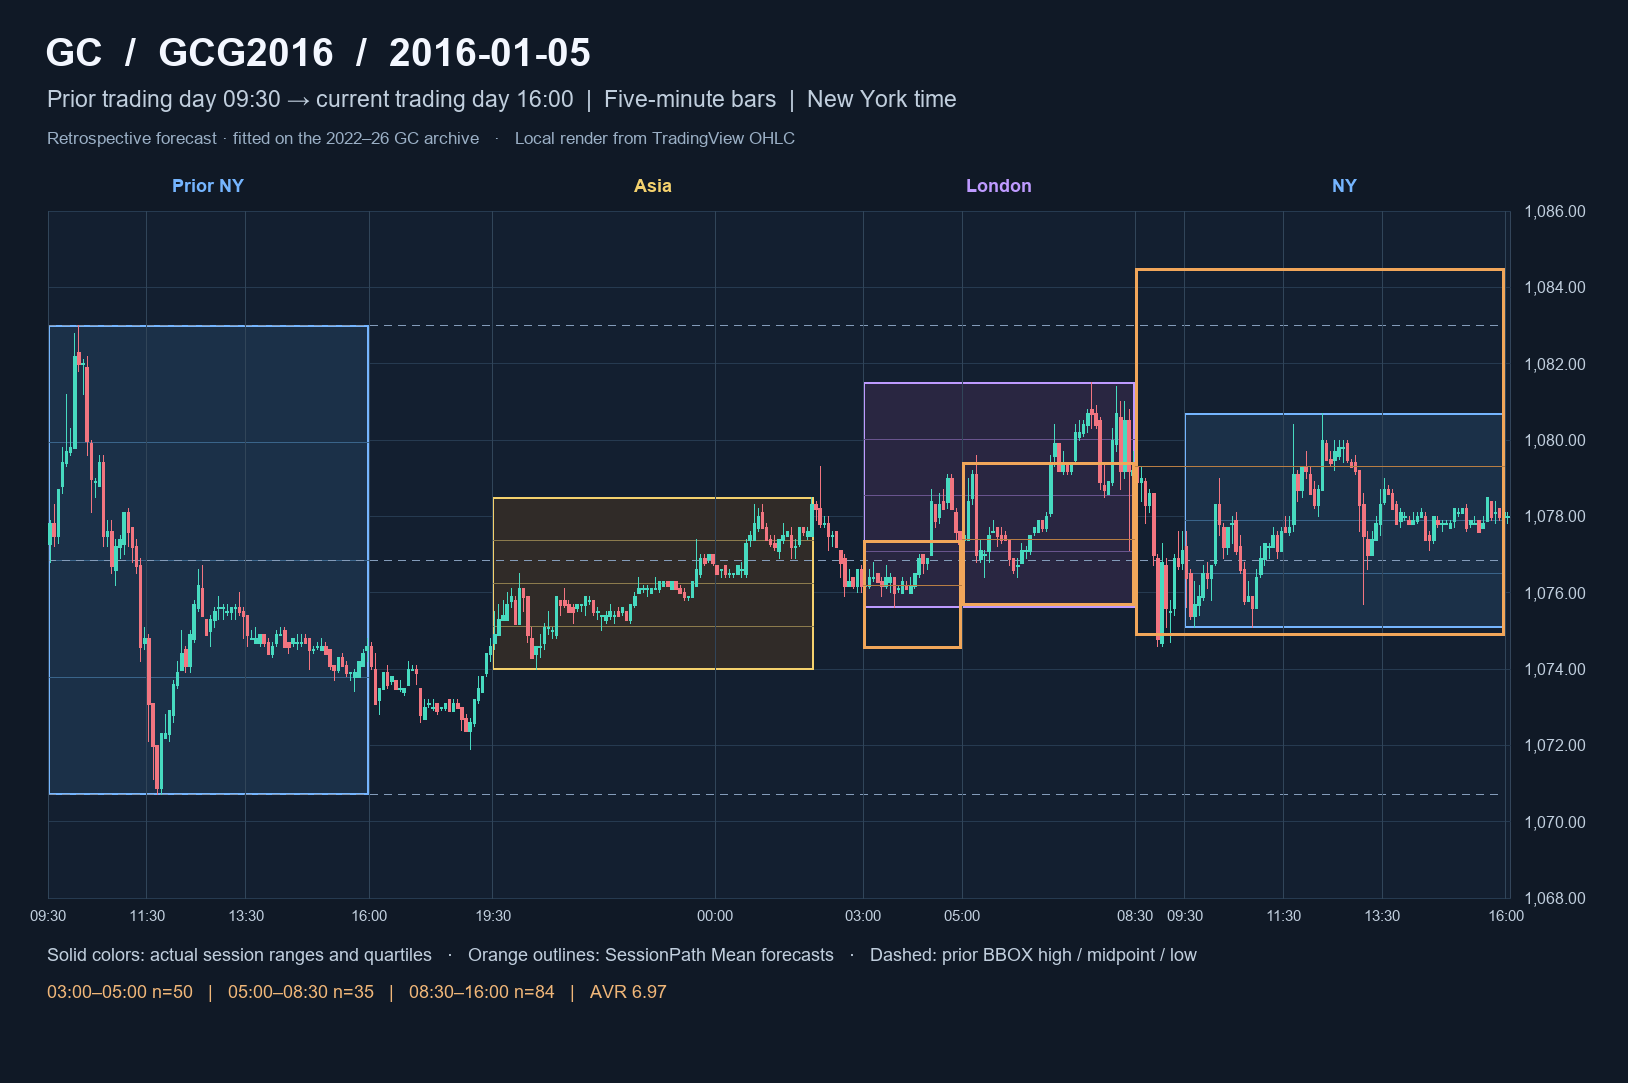 GC / GCG2016 / 2016-01-05
Prior trading day 09:30 → current trading day 16:00 | Five-minute bars | New York time
Retrospective forecast · fitted on the 2022–26 GC archive · Local render from TradingView OHLC
Prior NY Asia London NY
1,086.00
1,084.00
1,082.00
1,080.00
1,078.00
1,076.00
1,074.00
1,072.00
1,070.00
1,068.00
09:30 11:30 13:30 16:00 19:30 00:00 03:00 05:00 08:30 09:30 11:30 13:30 16:00
Solid colors: actual session ranges and quartiles · Orange outlines: SessionPath Mean forecasts · Dashed: prior BBOX high / midpoint / low
03:00–05:00 n=50 | 05:00–08:30 n=35 | 08:30–16:00 n=84 | AVR 6.97